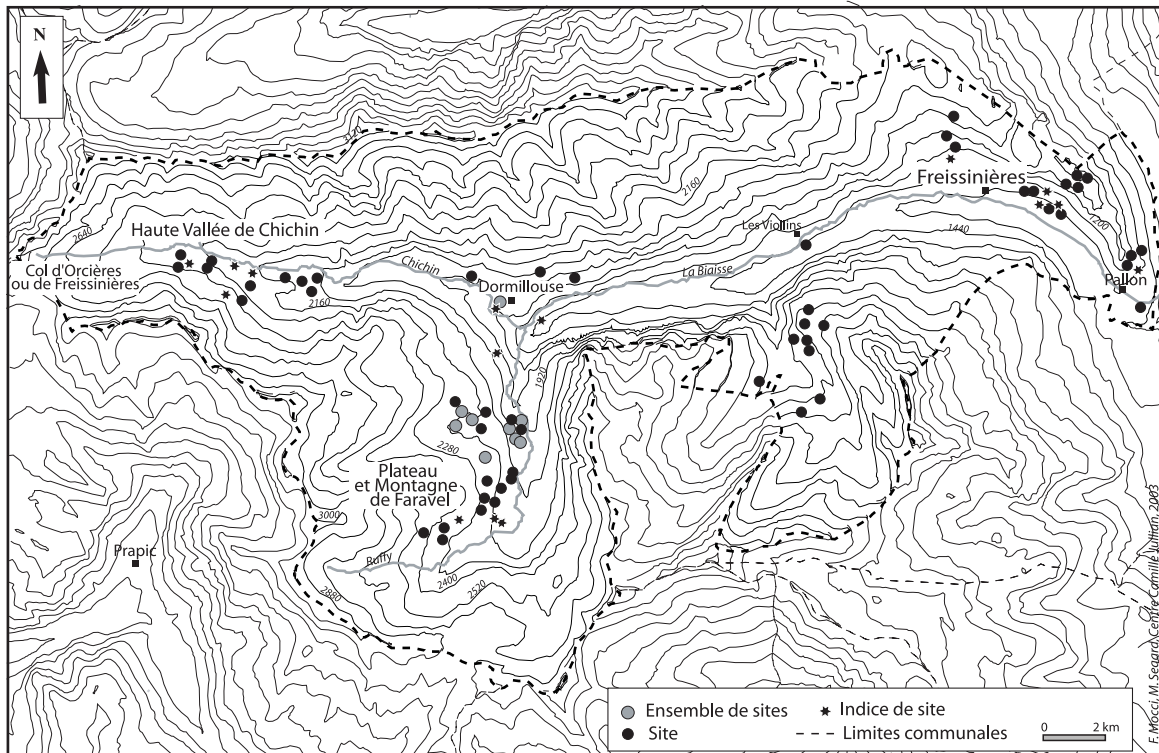 N
3120
2160
Freissinières
1200
2640
Haute Vallée de Chichin
Les Viollins
1440
Chichin
La Biaisse
Col d'Orcières
ou de Freissinières
Dormillouse
Pallon
2160
1920
2280
Plateau
et Montagne
de Faravel
3000
Prapic
Ruffy
2400
2520
2880
Ensemble de sites
Indice de site
Site
Limites communales
0 2 km
F. Mocci, M. Segard, Centre Camille Jullian, 2003